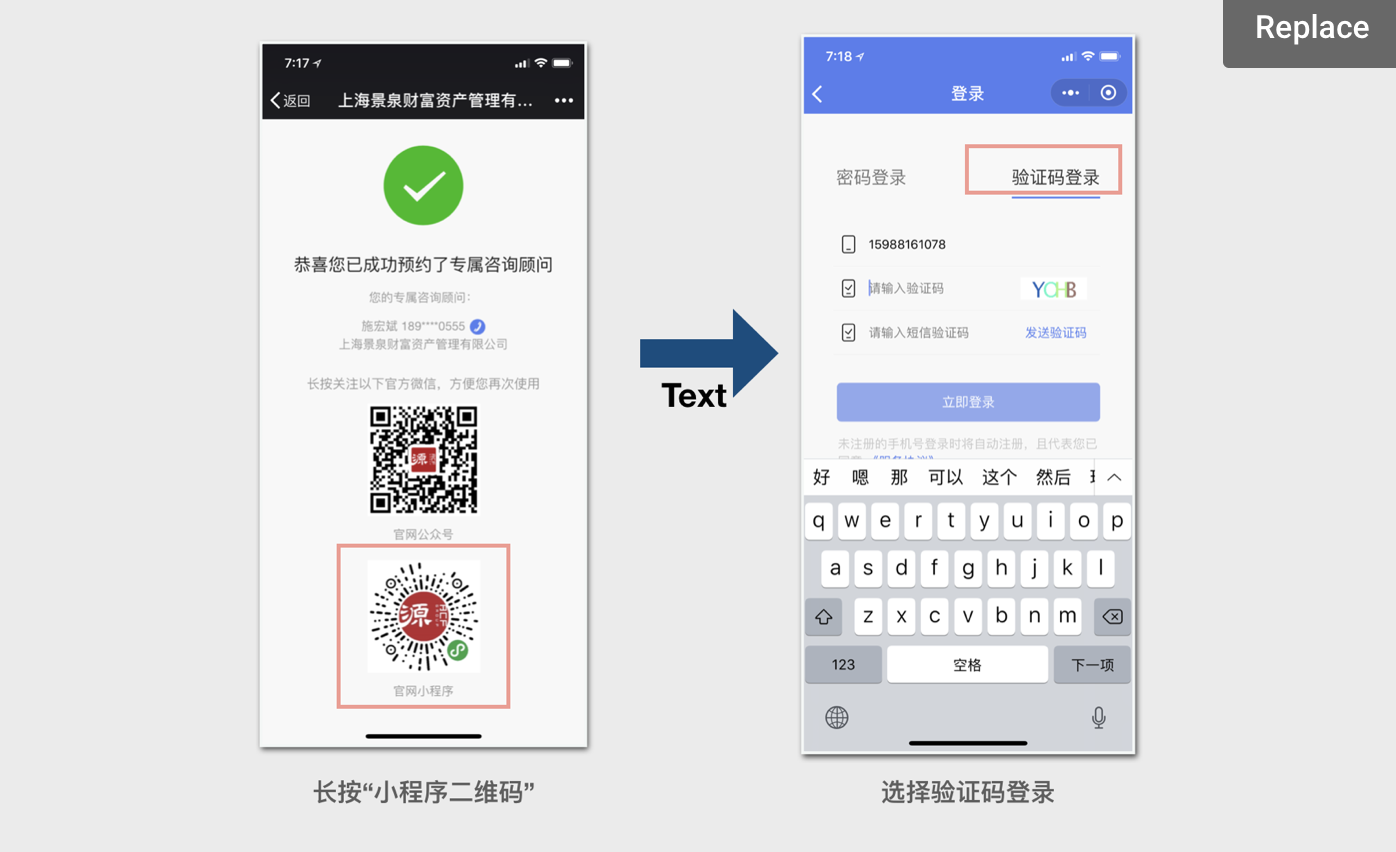 Replace
7:17
返回
上海景泉财富资产管理有...
恭喜您已成功预约了专属咨询顾问
您的专属咨询顾问:
施宏斌 189****0555
上海景泉财富资产管理有限公司
长按关注以下官方微信，方便您再次使用
源
官网公众号
源
官网小程序
长按“小程序二维码”
Text
7:18
登录
密码登录
验证码登录
15988161078
请输入验证码
YCHB
请输入短信验证码
发送验证码
立即登录
未注册的手机号登录时将自动注册，且代表您已
《服务协议》
好 嗯 那 可以 这个 然后
q w e r t y u i o p
a s d f g h j k l
z x c v b n m
123 空格 下一项
选择验证码登录